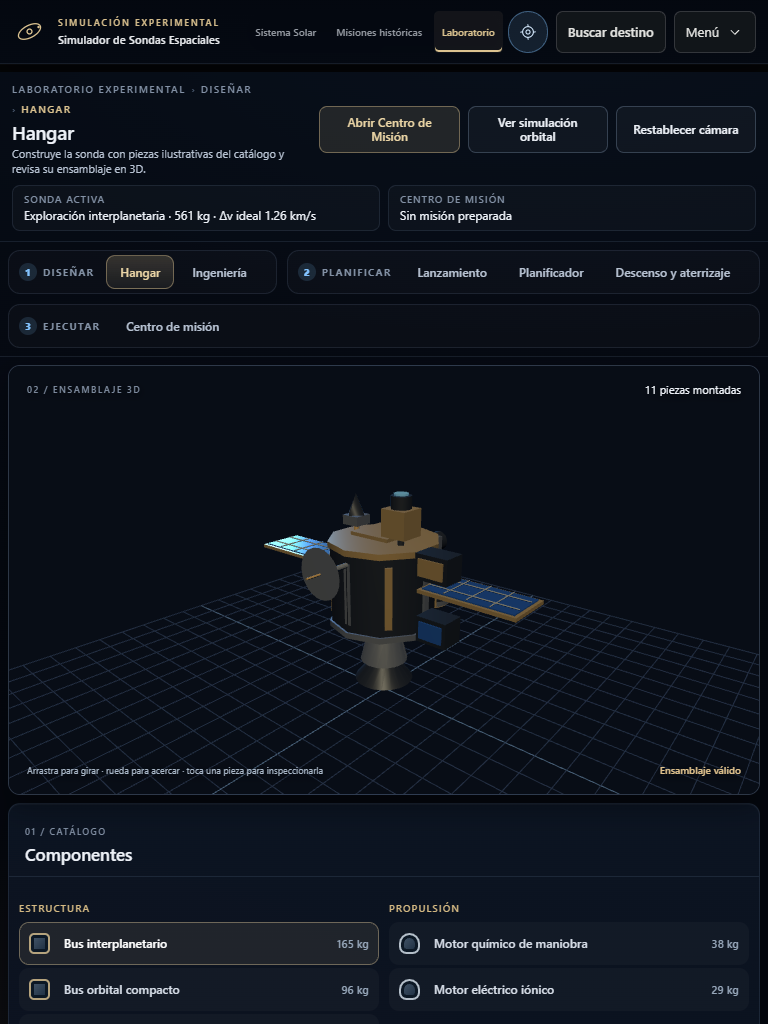 SIMULACIÓN EXPERIMENTAL
Simulador de Sondas Espaciales
Sistema Solar
Misiones históricas
Laboratorio
Buscar destino
Menú
LABORATORIO EXPERIMENTAL › DISEÑAR
› HANGAR
Hangar
Construye la sonda con piezas ilustrativas del catálogo y
revisa su ensamblaje en 3D.
Abrir Centro de
Misión
Ver simulación
orbital
Restablecer cámara
SONDA ACTIVA
Exploración interplanetaria · 561 kg · Δv ideal 1.26 km/s
CENTRO DE MISIÓN
Sin misión preparada
1 DISEÑAR Hangar Ingeniería
2 PLANIFICAR Lanzamiento Planificador Descenso y aterrizaje
3 EJECUTAR Centro de misión
02 / ENSAMBLAJE 3D
11 piezas montadas
Arrastra para girar · rueda para acercar · toca una pieza para inspeccionarla
Ensamblaje válido
01 / CATÁLOGO
Componentes
ESTRUCTURA
Bus interplanetario 165 kg
Bus orbital compacto 96 kg
PROPULSIÓN
Motor químico de maniobra 38 kg
Motor eléctrico iónico 29 kg